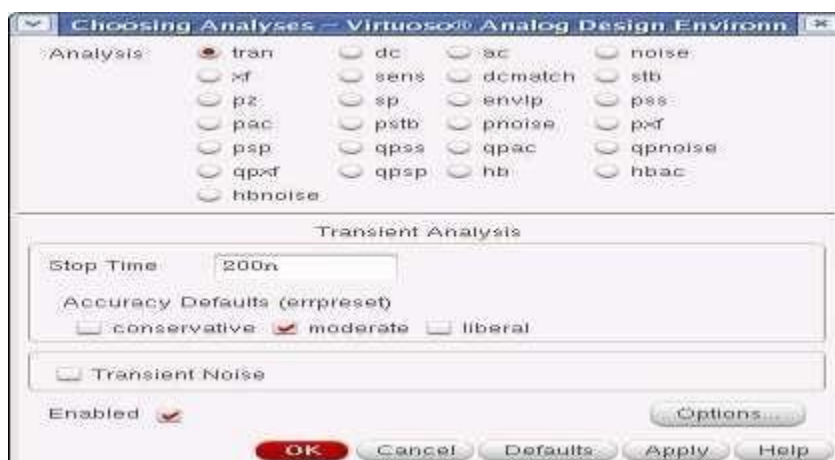 Choosing Analyses – Virtuoso® Analog Design Environn
Analysis tran dc ac noise
xf sens dcmatch stb
pz sp envlp pss
pac pstb pnoise pxf
psp qpss qpac qpnoise
qpxf qpsp hb hbac
hbnoise
Transient Analysis
Stop Time 200n
Accuracy Defaults (errpreset)
conservative moderate liberal
Transient Noise
Enabled Options...
OK Cancel Defaults Apply Help